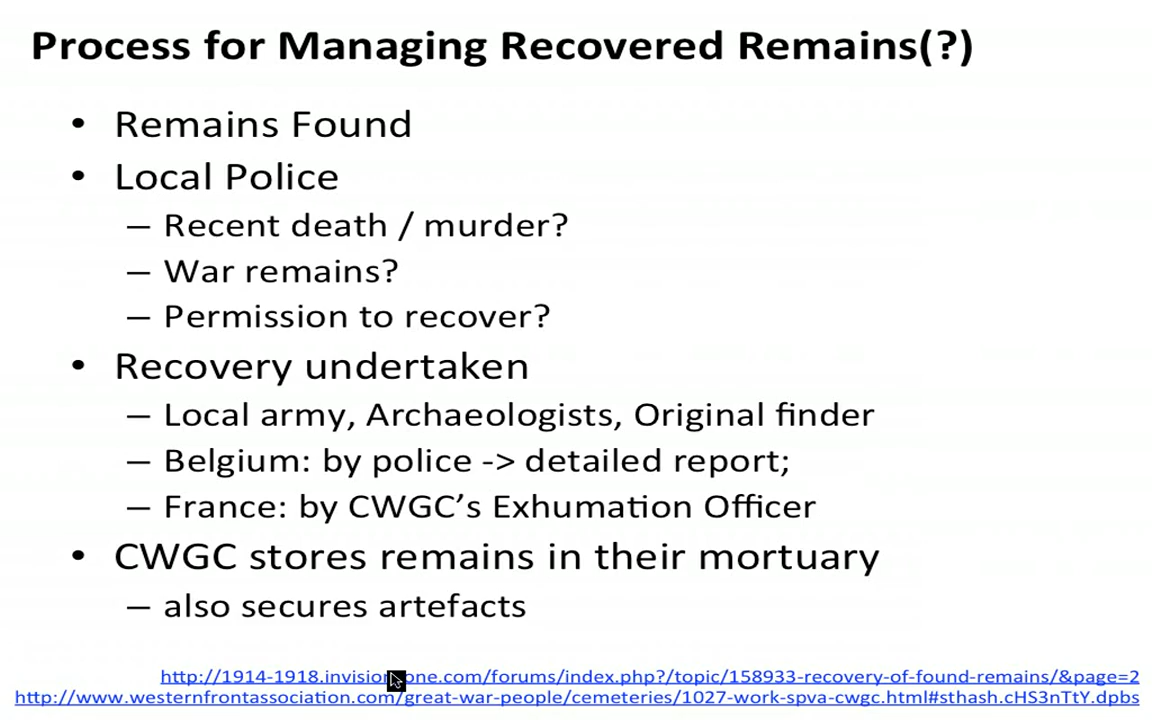 Process for Managing Recovered Remains(?)
• Remains Found
• Local Police
– Recent death / murder?
– War remains?
– Permission to recover?
• Recovery undertaken
– Local army, Archaeologists, Original finder
– Belgium: by police -> detailed report;
– France: by CWGC’s Exhumation Officer
• CWGC stores remains in their mortuary
– also secures artefacts
http://1914-1918.invisionzone.com/forums/index.php?/topic/158933-recovery-of-found-remains/&page=2
http://www.westernfrontassociation.com/great-war-people/cemeteries/1027-work-spva-cwgc.html#sthash.cHS3nTtY.dpbs